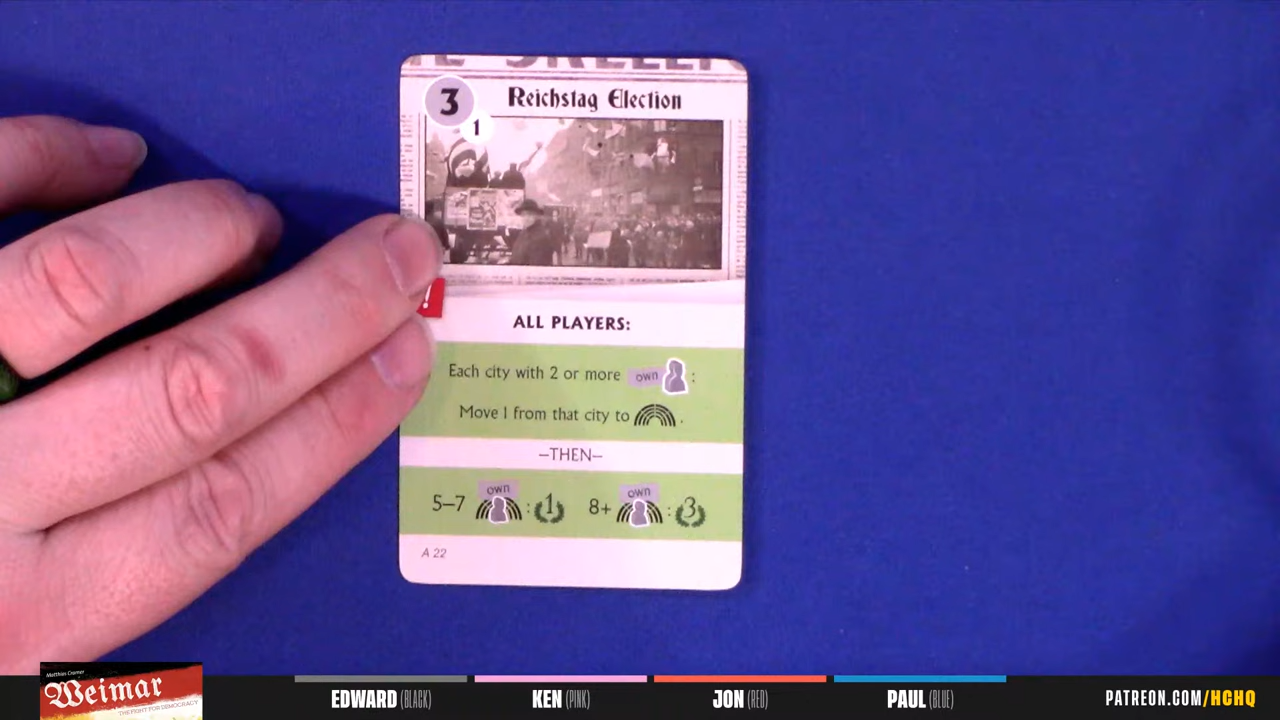 3
Reichstag Election
1
!
ALL PLAYERS:
Each city with 2 or more own :
Move 1 from that city to .
–THEN–
5–7 own : 1 8+ own : 3
A 22
Matthias Cramer
Weimar
THE FIGHT FOR DEMOCRACY
EDWARD (BLACK)
KEN (PINK)
JON (RED)
PAUL (BLUE)
PATREON.COM/HCHQ